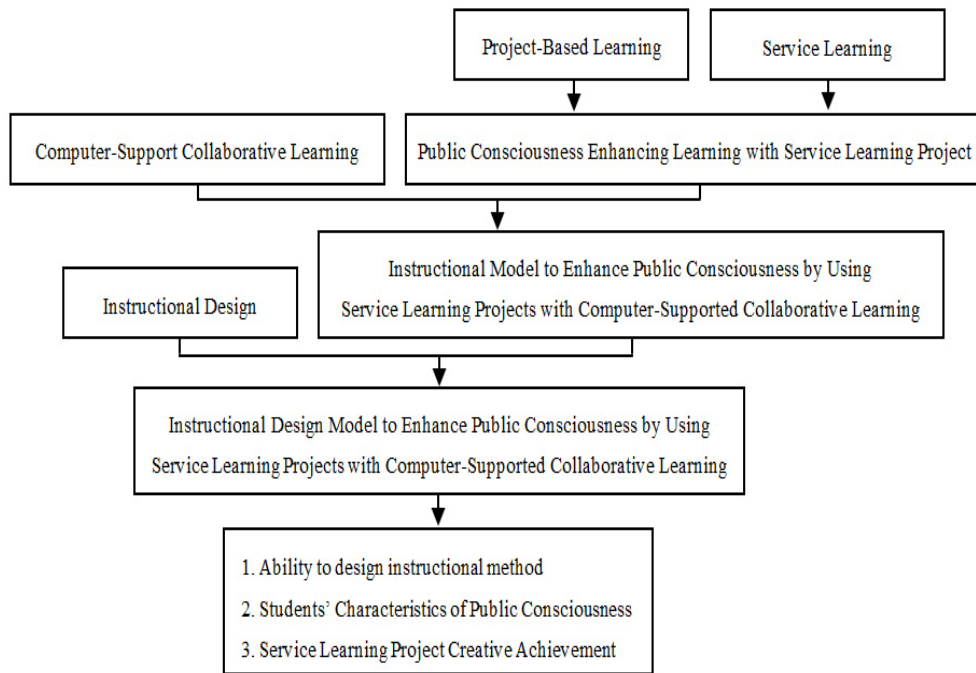 Project-Based Learning
Service Learning
Computer-Support Collaborative Learning
Public Consciousness Enhancing Learning with Service Learning Project
Instructional Design
Instructional Model to Enhance Public Consciousness by Using
Service Learning Projects with Computer-Supported Collaborative Learning
Instructional Design Model to Enhance Public Consciousness by Using
Service Learning Projects with Computer-Supported Collaborative Learning
1. Ability to design instructional method
2. Students’ Characteristics of Public Consciousness
3. Service Learning Project Creative Achievement